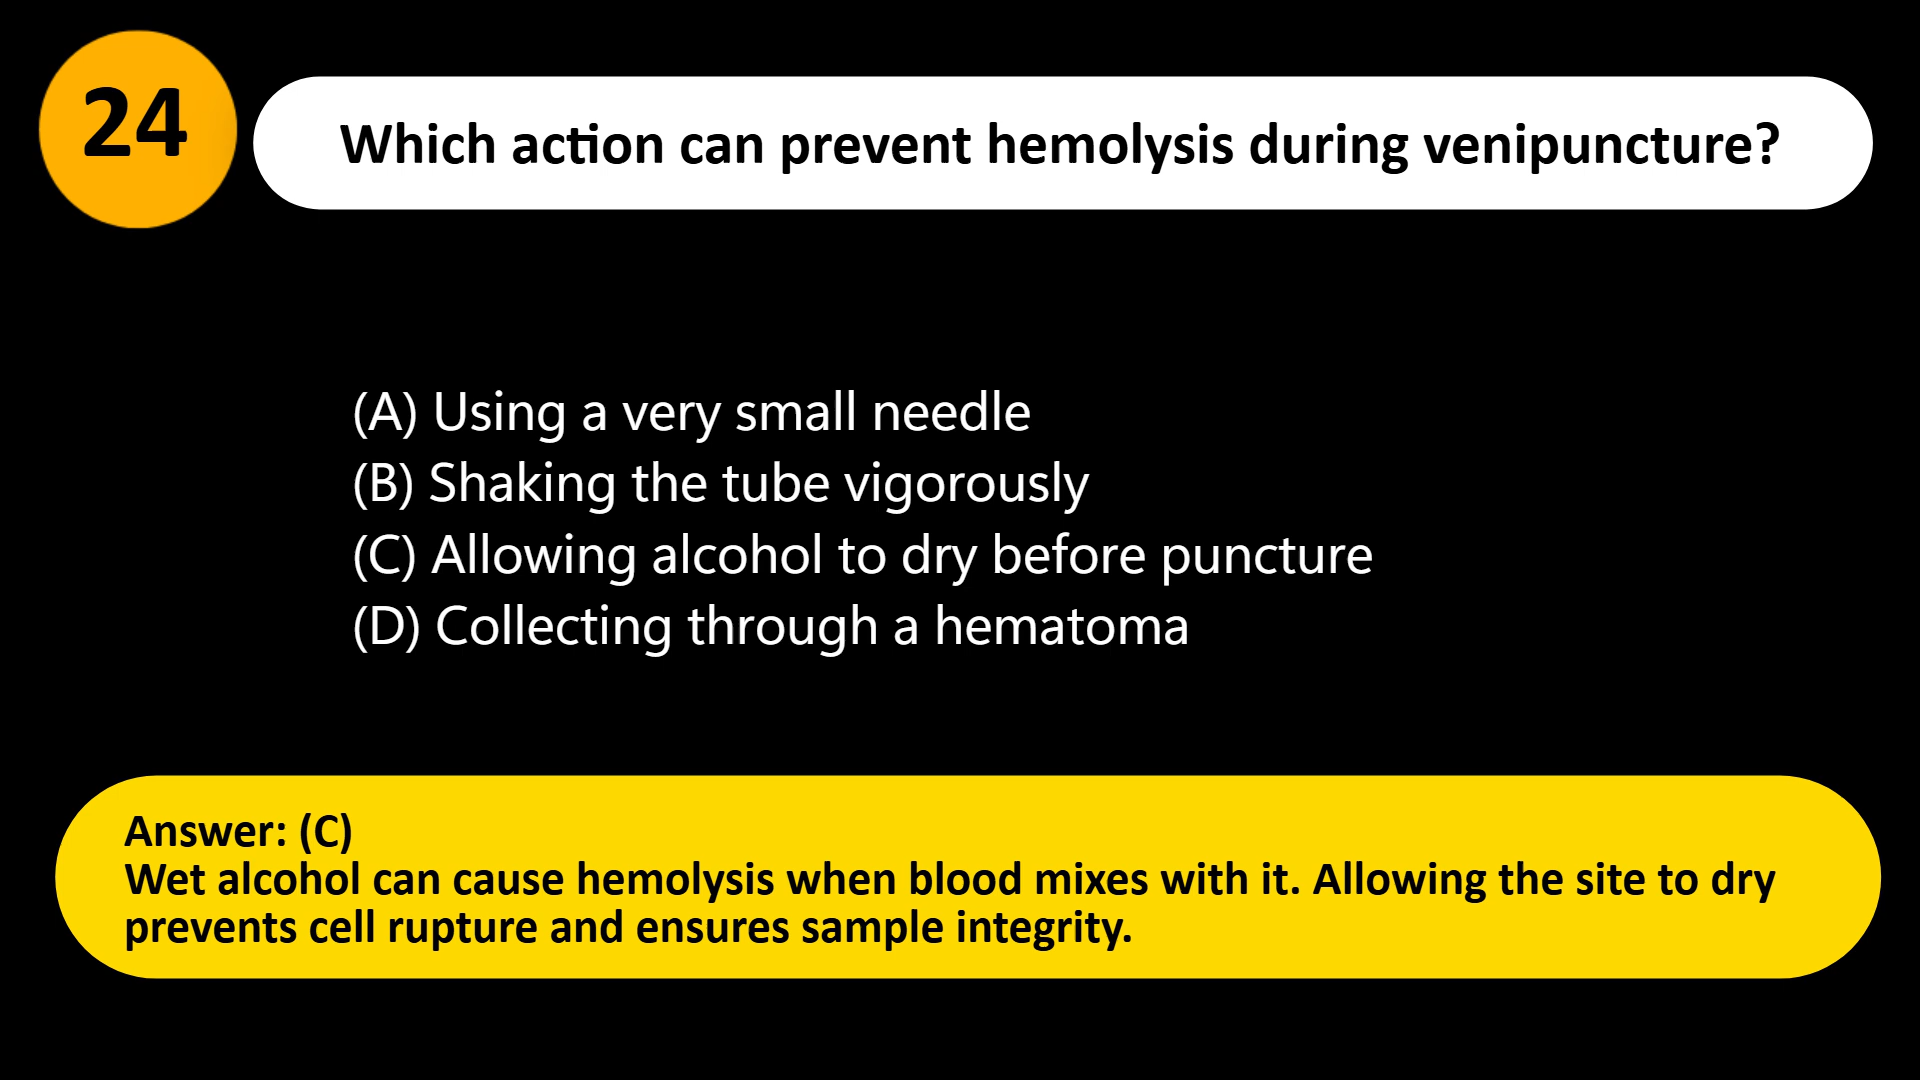 24
Which action can prevent hemolysis during venipuncture?
(A) Using a very small needle
(B) Shaking the tube vigorously
(C) Allowing alcohol to dry before puncture
(D) Collecting through a hematoma
Answer: (C)
Wet alcohol can cause hemolysis when blood mixes with it. Allowing the site to dry
prevents cell rupture and ensures sample integrity.